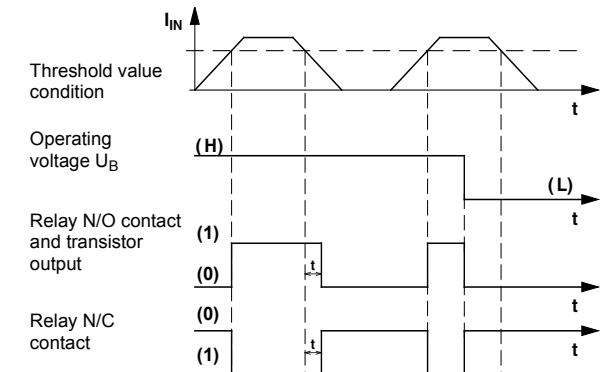 I_IN
Threshold value
condition
t
Operating
voltage U_B
(H)
(L)
t
Relay N/O contact
and transistor
output
(1)
(0)
t
t
Relay N/C
contact
(0)
(1)
t
t